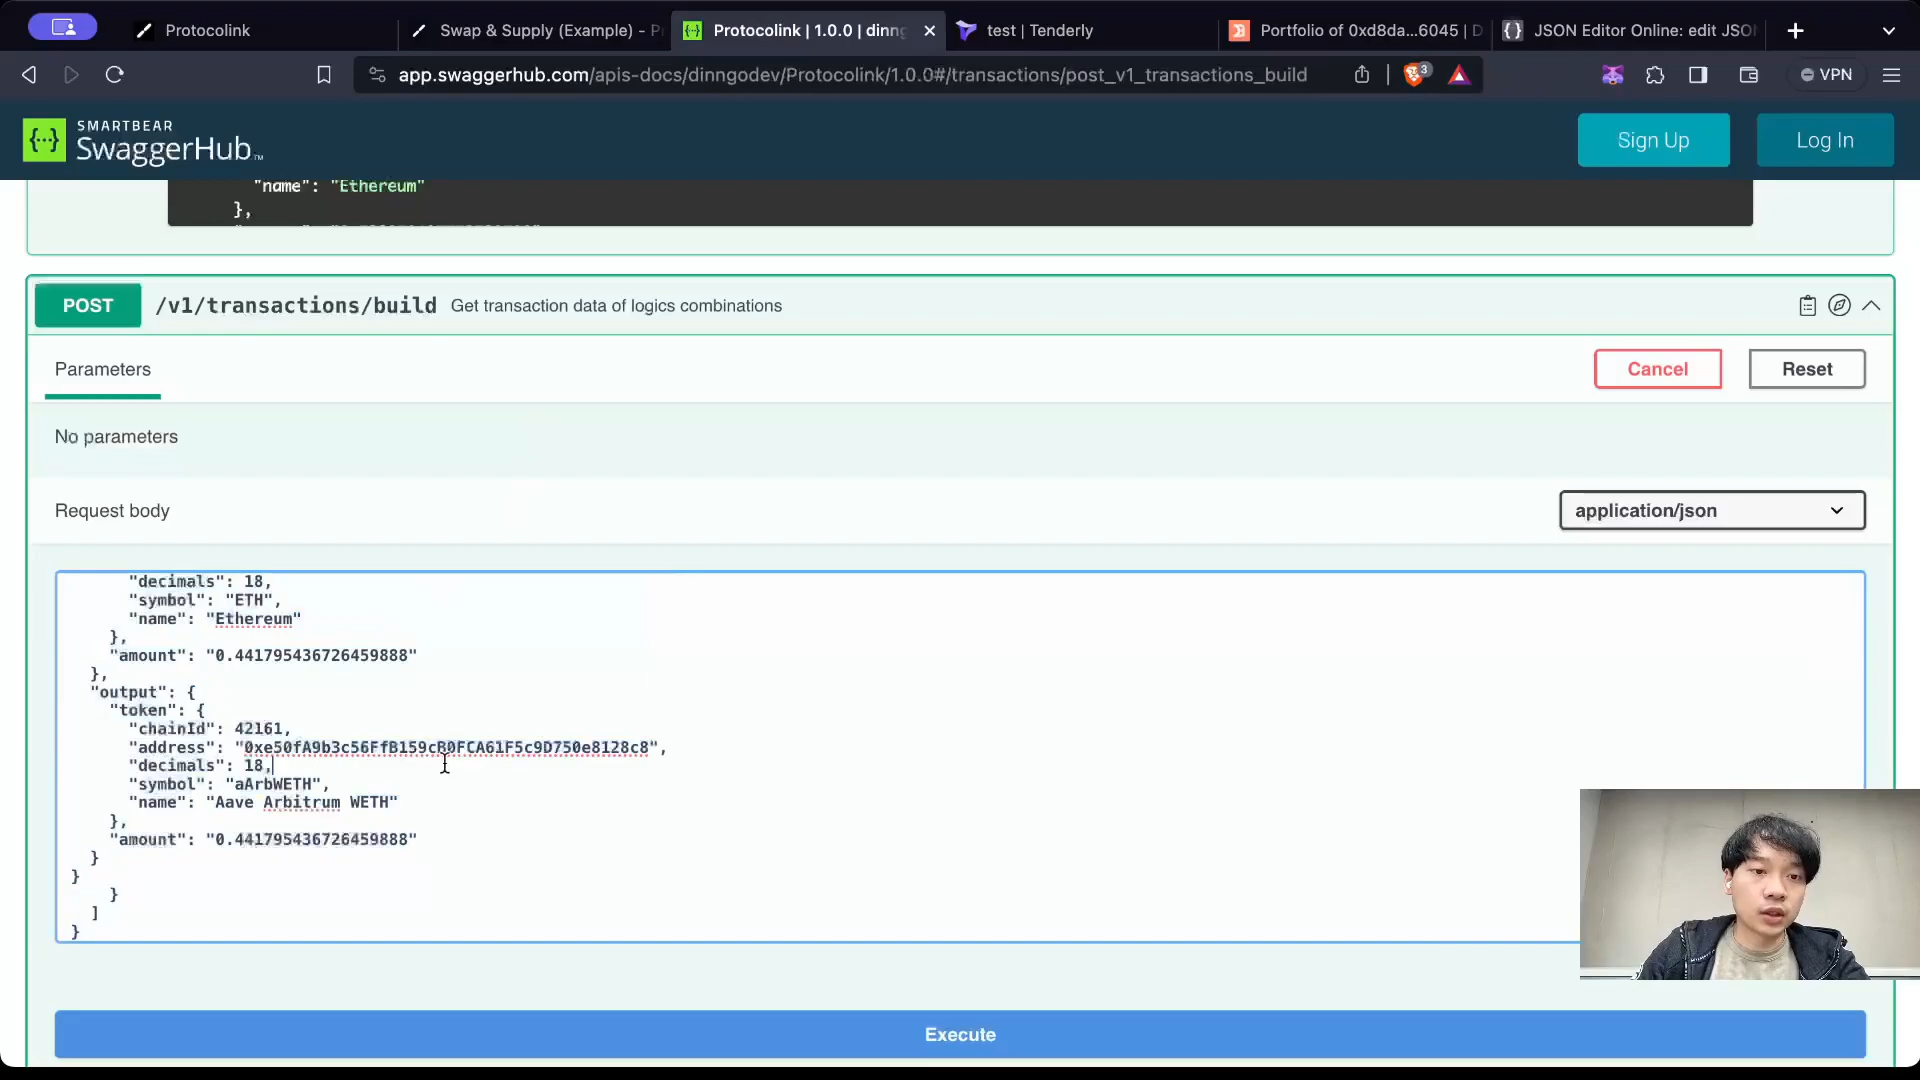 Protocolink
Swap & Supply (Example) - P
Protocolink | 1.0.0 | dinng
test | Tenderly
Portfolio of 0xd8da...6045 | D
JSON Editor Online: edit JSO
app.swaggerhub.com/apis-docs/dinngodev/Protocolink/1.0.0#/transactions/post_v1_transactions_build
3
VPN
SMARTBEAR
SwaggerHub
Sign Up
Log In
"name": "Ethereum"
},
POST /v1/transactions/build Get transaction data of logics combinations
Parameters
Cancel
Reset
No parameters
Request body
application/json
"decimals": 18,
"symbol": "ETH",
"name": "Ethereum"
},
"amount": "0.441795436726459888"
},
"output": {
"token": {
"chainId": 42161,
"address": "0xe50fA9b3c56FfB159cB0FCA61F5c9D750e8128c8",
"decimals": 18,
"symbol": "aArbWETH",
"name": "Aave Arbitrum WETH"
},
"amount": "0.441795436726459888"
}
}
}
]
}
Execute